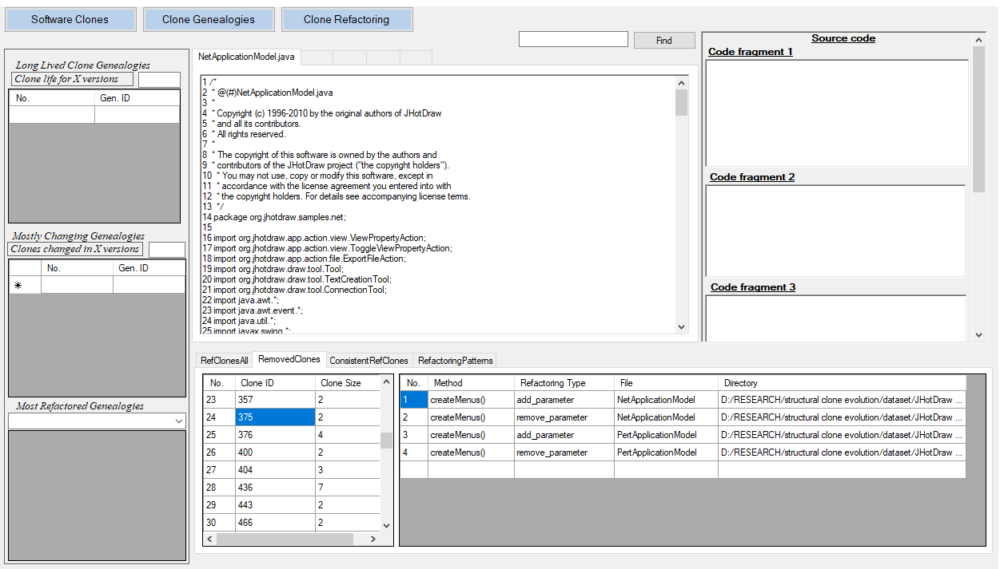 Software Clones
Clone Genealogies
Clone Refactoring
Find
Long Lived Clone Genealogies
Clone life for X versions
No. Gen. ID
Mostly Changing Genealogies
Clones changed in X versions
No. Gen. ID
Most Refactored Genealogies
NetApplicationModel.java
1 /*
2 * @(#)NetApplicationModel.java
3 *
4 * Copyright (c) 1996-2010 by the original authors of JHotDraw
5 * and all its contributors.
6 * All rights reserved.
7 *
8 * The copyright of this software is owned by the authors and
9 * contributors of the JHotDraw project ("the copyright holders").
10 * You may not use, copy or modify this software, except in
11 * accordance with the license agreement you entered into with
12 * the copyright holders. For details see accompanying license terms.
13 */
14 package org.jhotdraw.samples.net;
15
16 import org.jhotdraw.app.action.view.ViewPropertyAction;
17 import org.jhotdraw.app.action.view.ToggleViewPropertyAction;
18 import org.jhotdraw.app.action.file.ExportFileAction;
19 import org.jhotdraw.draw.tool.Tool;
20 import org.jhotdraw.draw.tool.TextCreationTool;
21 import org.jhotdraw.draw.tool.ConnectionTool;
22 import java.awt.*;
23 import java.awt.event.*;
24 import java.util.*;
25 import javax.swing.*;
Source code
Code fragment 1
Code fragment 2
Code fragment 3
RefClonesAll RemovedClones ConsistentRefClones RefactoringPatterns
No. Clone ID Clone Size
23 357 2
24 375 2
25 376 4
26 400 2
27 404 3
28 436 7
29 443 2
30 466 2
No. Method Refactoring Type File Directory
1 createMenus() add_parameter NetApplicationModel D:/RESEARCH/structural clone evolution/dataset/JHotDraw ...
2 createMenus() remove_parameter NetApplicationModel D:/RESEARCH/structural clone evolution/dataset/JHotDraw ...
3 createMenus() add_parameter PertApplicationModel D:/RESEARCH/structural clone evolution/dataset/JHotDraw ...
4 createMenus() remove_parameter PertApplicationModel D:/RESEARCH/structural clone evolution/dataset/JHotDraw ...